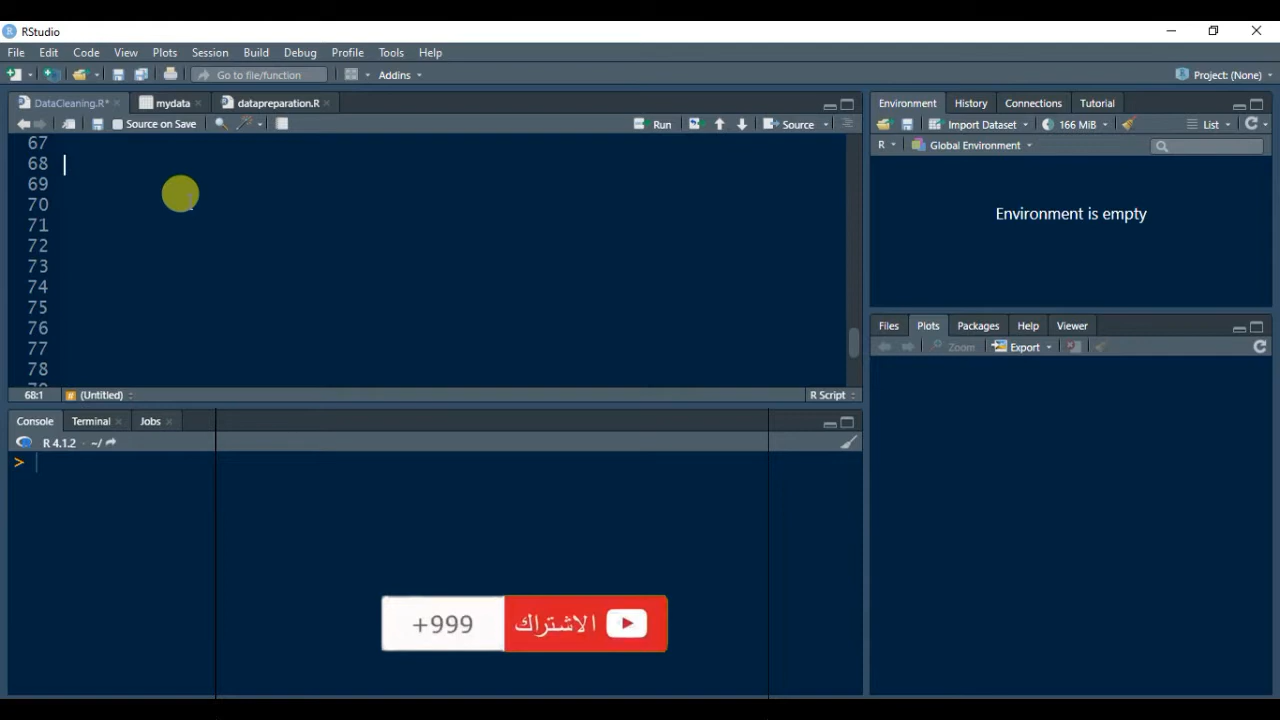 RStudio
File Edit Code View Plots Session Build Debug Profile Tools Help
Go to file/function Addins Project: (None)
DataCleaning.R* mydata datapreparation.R
Source on Save Run Source
67
68
69
70
71
72
73
74
75
76
77
78
68:1 (Untitled) R Script
Console Terminal Jobs
R 4.1.2 · ~/
>
Environment History Connections Tutorial
Import Dataset 166 MiB List
R Global Environment
Environment is empty
Files Plots Packages Help Viewer
Zoom Export
+999 الاشتراك